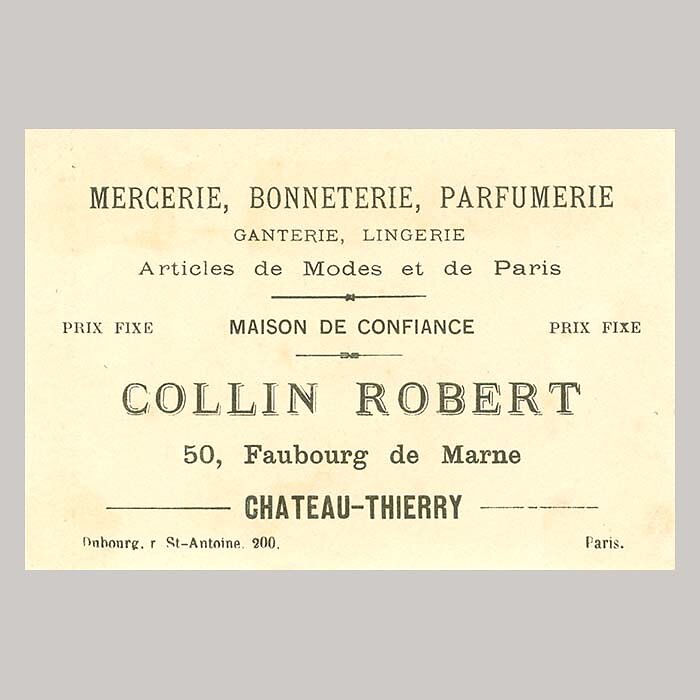 MERCERIE, BONNETERIE, PARFUMERIE
GANTERIE, LINGERIE
Articles de Modes et de Paris
PRIX FIXE MAISON DE CONFIANCE PRIX FIXE
COLLIN ROBERT
50, Faubourg de Marne
CHATEAU-THIERRY
Dubourg, r St-Antoine, 200, Paris.